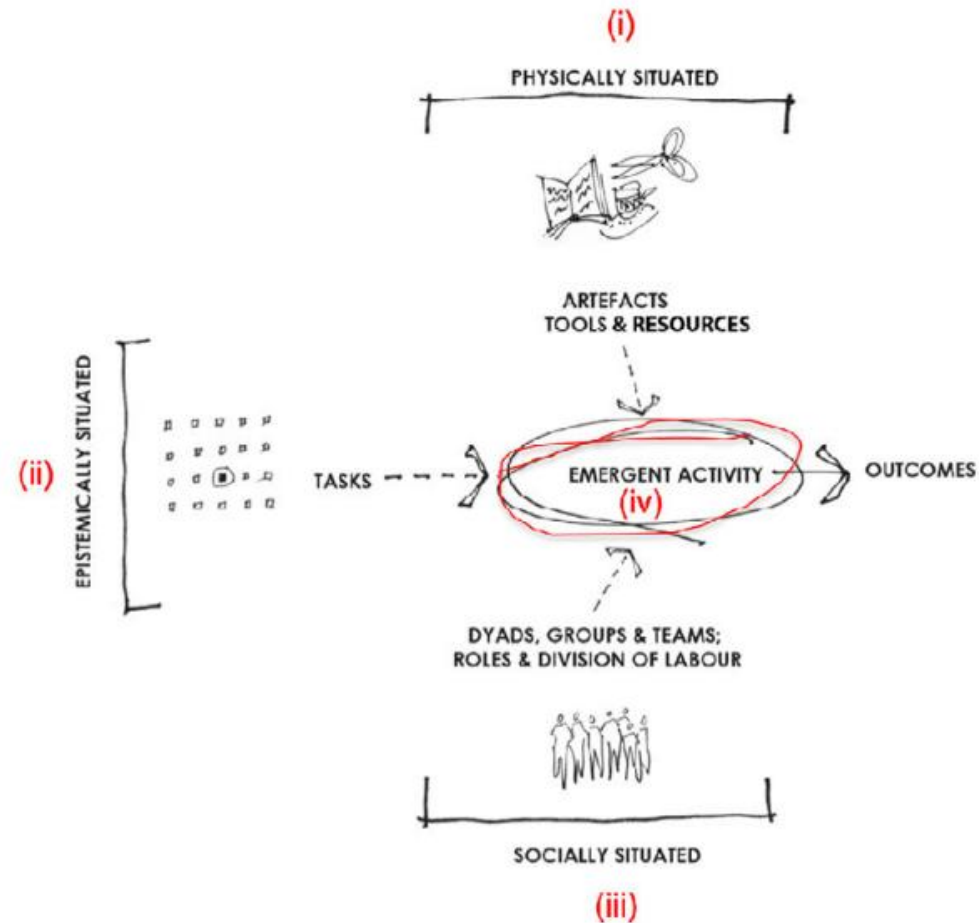 (i)
PHYSICALLY SITUATED
ARTEFACTS
TOOLS & RESOURCES
EPISTEMICALLY SITUATED
(ii)
TASKS
EMERGENT ACTIVITY
(iv)
OUTCOMES
DYADS, GROUPS & TEAMS;
ROLES & DIVISION OF LABOUR
SOCIALLY SITUATED
(iii)